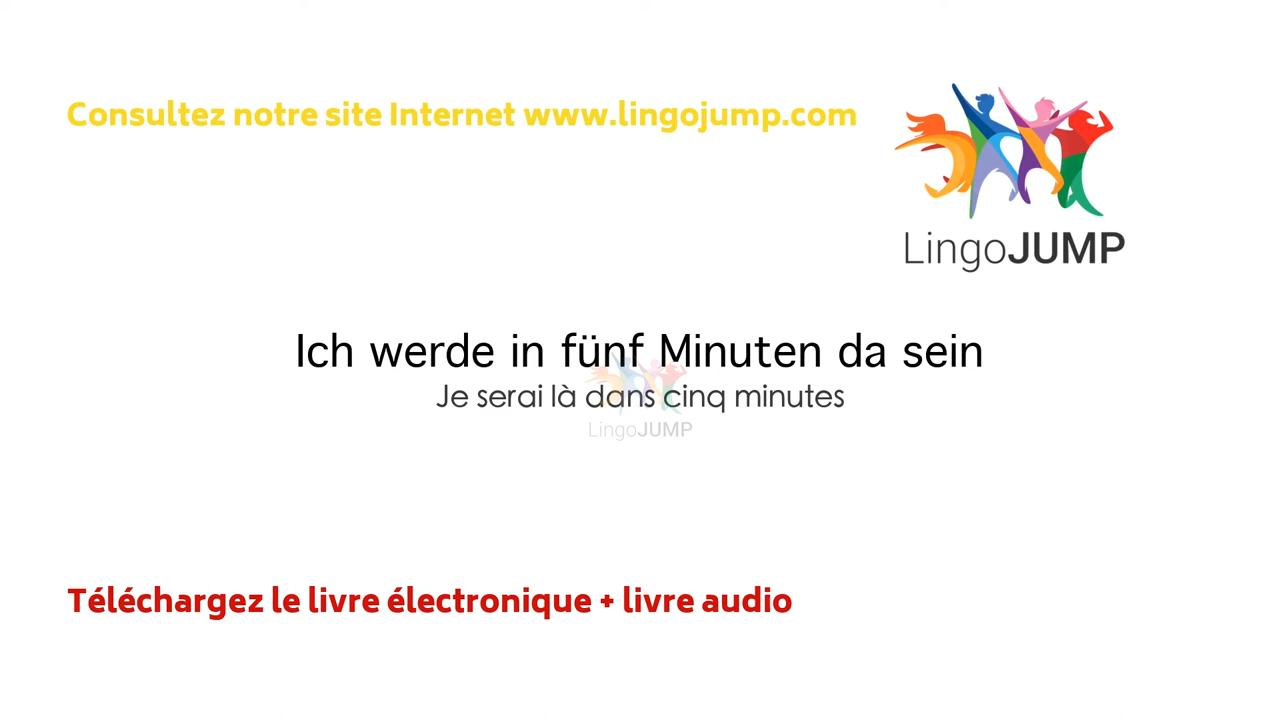 Consultez notre site Internet www.lingojump.com
LingoJUMP
Ich werde in fünf Minuten da sein
Je serai là dans cinq minutes
LingoJUMP
Téléchargez le livre électronique + livre audio